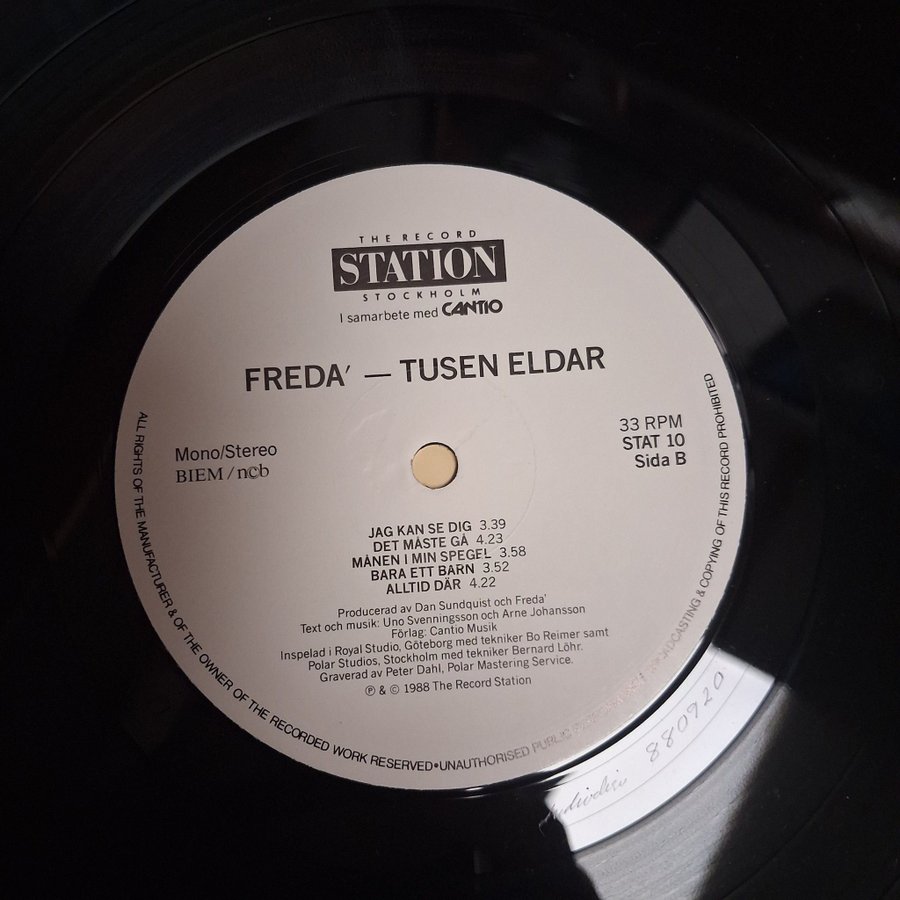 THE RECORD
STATION
STOCKHOLM
I samarbete med CANTIO
FREDA' — TUSEN ELDAR
Mono/Stereo
BIEM/ncb
33 RPM
STAT 10
Sida B
JAG KAN SE DIG 3.39
DET MÅSTE GÅ 4.23
MÅNEN I MIN SPEGEL 3.58
BARA ETT BARN 3.52
ALLTID DÄR 4.22
Producerad av Dan Sundquist och Freda'
Text och musik: Uno Svenningsson och Arne Johansson
Förlag: Cantio Musik
Inspelad i Royal Studio, Göteborg med tekniker Bo Reimer samt
Polar Studios, Stockholm med tekniker Bernard Löhr.
Graverad av Peter Dahl, Polar Mastering Service.
℗ & © 1988 The Record Station
ALL RIGHTS OF THE MANUFACTURER & OF THE OWNER OF THE RECORDED WORK RESERVED•UNAUTHORISED PUBLIC BROADCASTING & COPYING OF THIS RECORD PROHIBITED
880920